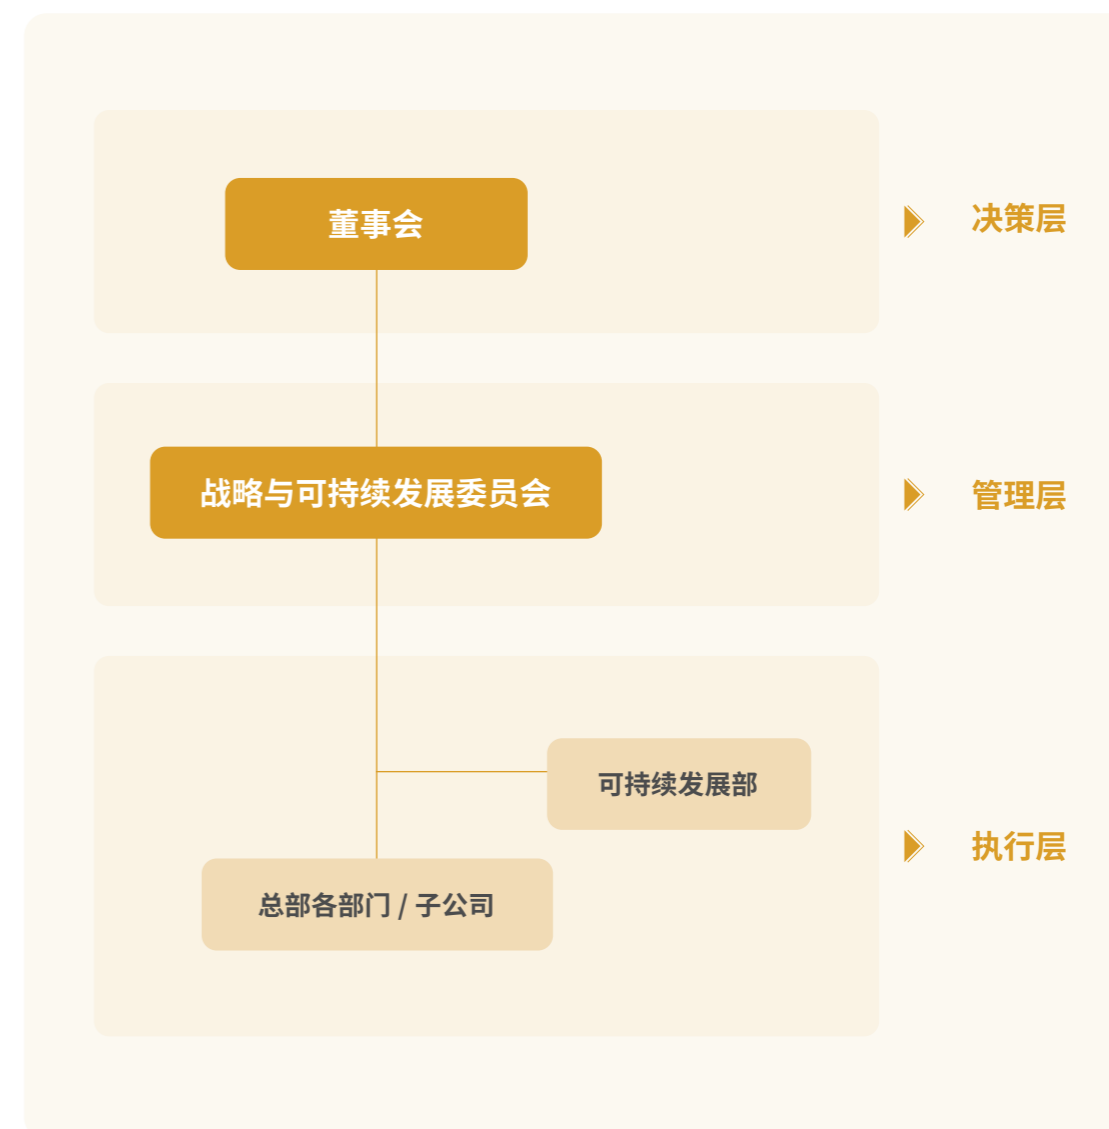 董事会
决策层
战略与可持续发展委员会
管理层
可持续发展部
执行层
总部各部门 / 子公司